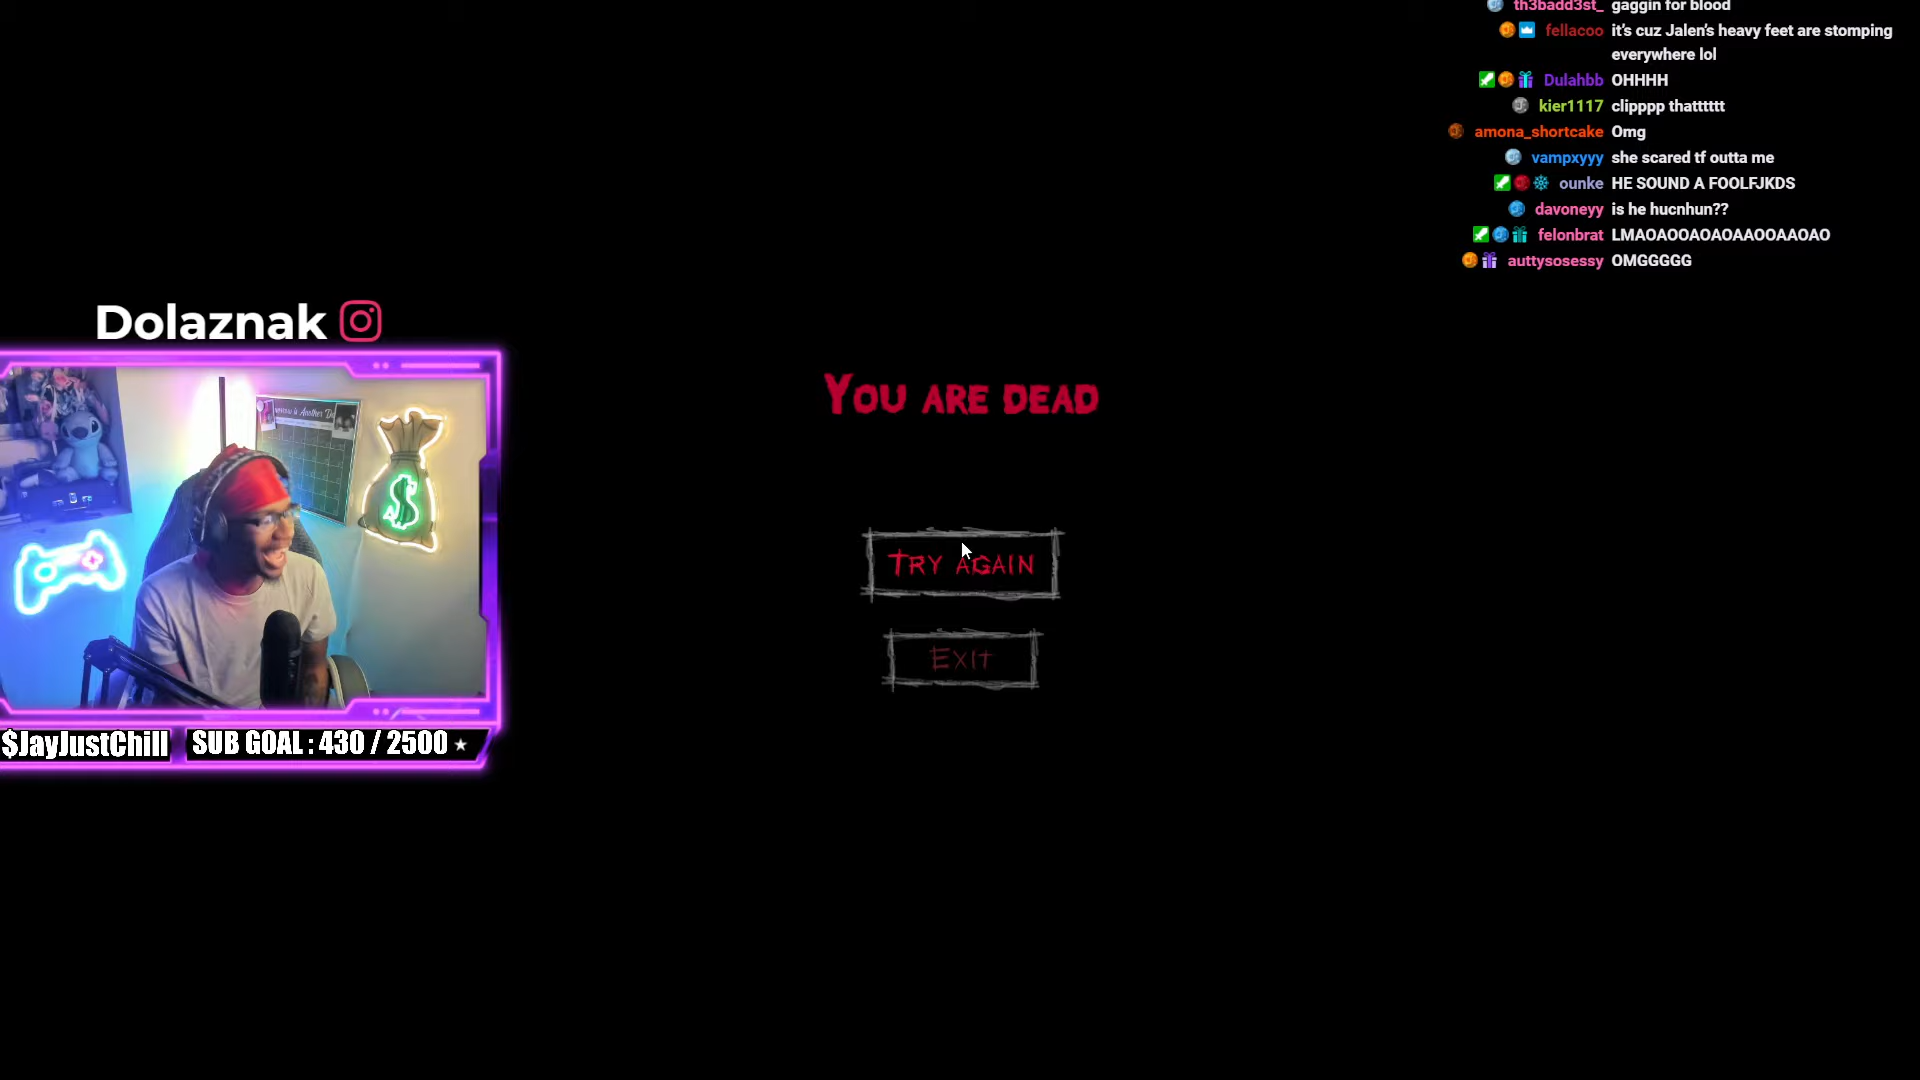 th3badd3st_ gaggin for blood
fellacoo it's cuz Jalen's heavy feet are stomping
everywhere lol
Dulahbb OHHHH
kier1117 clipppp thatttttt
amona_shortcake Omg
vampxyyy she scared tf outta me
ounke HE SOUND A FOOLFJKDS
davoneyy is he hucnhun??
felonbrat LMAOAOOAOAOAAOOAAOAO
auttysosessy OMGGGGG
Dolaznak
You are dead
Try again
Exit
$JayJustChill
SUB GOAL : 430 / 2500